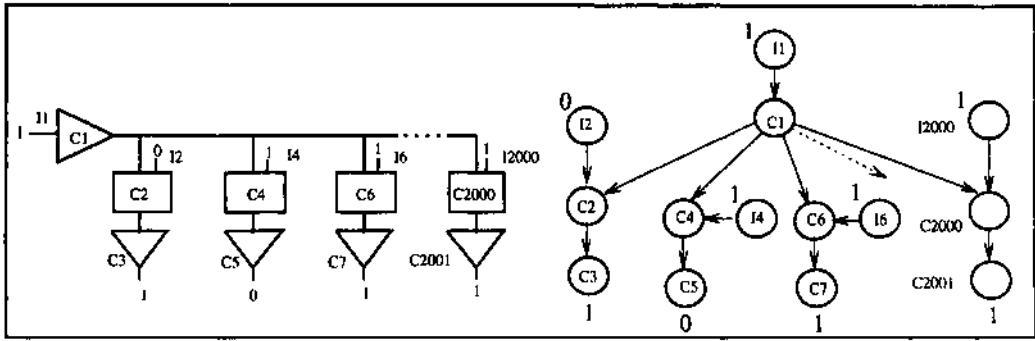 1 I1 C1
0 I2
1 I4
1 I6
1 I2000
C2 C4 C6 C2000
C3 C5 C7 C2001
1 0 1 1
1 I1
C1
0 I2
1 I2000
C2
C4 1 I4
C6 1 I6
C2000
C3 C5 C7 C2001
1 0 1 1